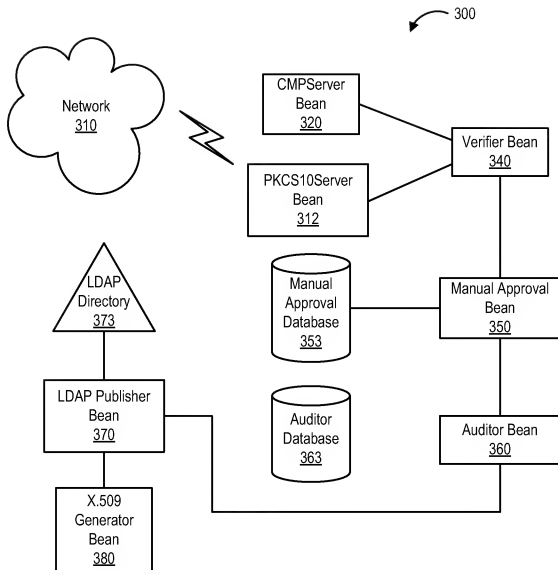 300
Network
310
CMPServer
Bean
320
Verifier Bean
340
PKCS10Server
Bean
312
LDAP
Directory
373
Manual
Approval
Database
353
Manual Approval
Bean
350
LDAP Publisher
Bean
370
Auditor
Database
363
Auditor Bean
360
X.509
Generator
Bean
380